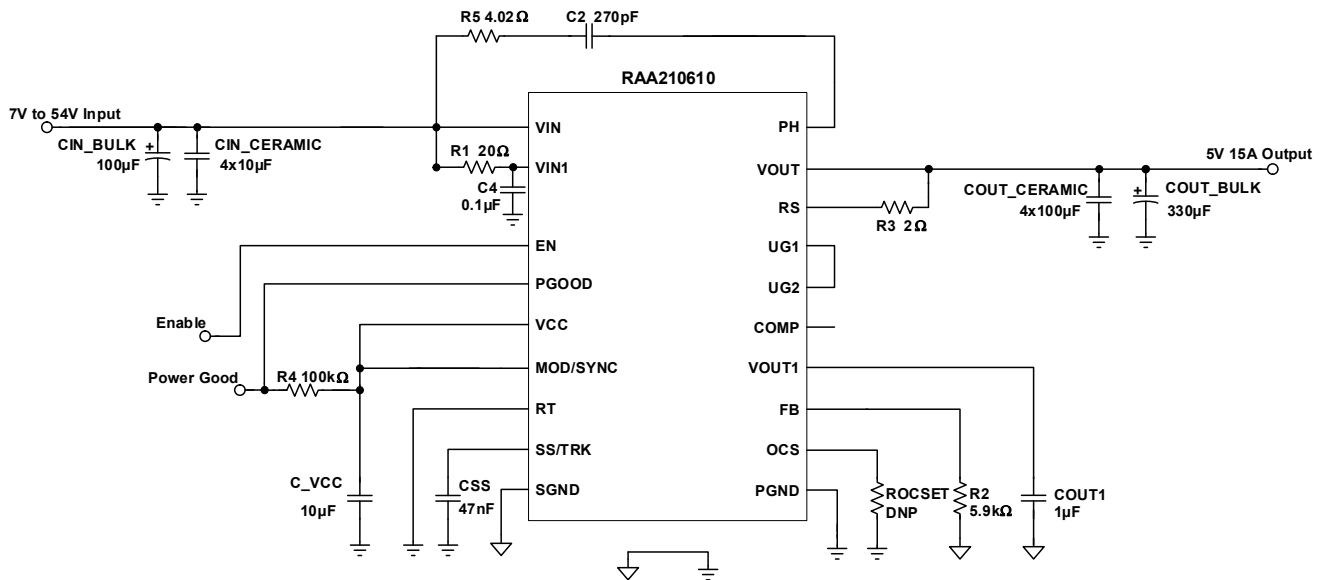 R5 4.02Ω
C2 270pF
RAA210610
7V to 54V Input
CIN_BULK
100µF
CIN_CERAMIC
4x10µF
R1 20Ω
C4
0.1µF
VIN
VIN1
EN
PGOOD
VCC
MOD/SYNC
RT
SS/TRK
SGND
PH
VOUT
RS
UG1
UG2
COMP
VOUT1
FB
OCS
PGND
5V 15A Output
COUT_CERAMIC
4x100µF
COUT_BULK
330µF
R3 2Ω
Enable
Power Good
R4 100kΩ
C_VCC
10µF
CSS
47nF
ROCSET
DNP
R2
5.9kΩ
COUT1
1µF
+
+